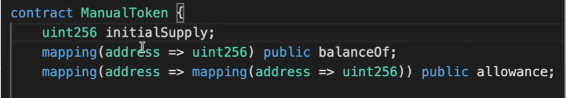 contract ManualToken {
uint256 initialSupply;
mapping(address => uint256) public balanceOf;
mapping(address => mapping(address => uint256)) public allowance;